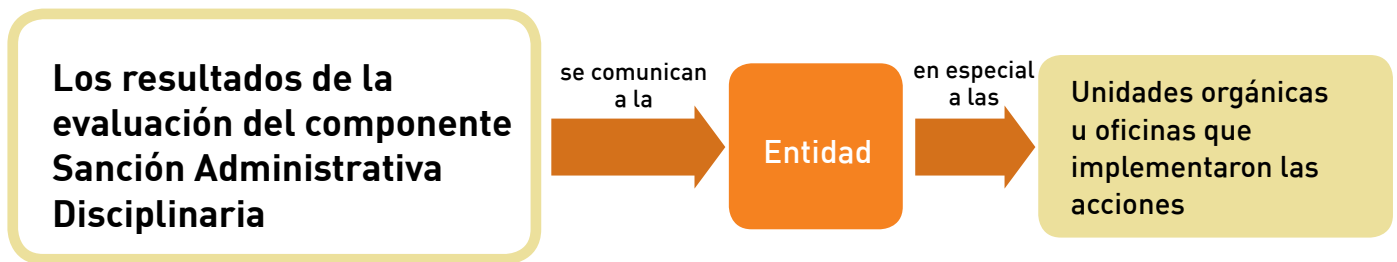 Los resultados de la
evaluación del componente
Sanción Administrativa
Disciplinaria
se comunican
a la
Entidad
en especial
a las
Unidades orgánicas
u oficinas que
implementaron las
acciones